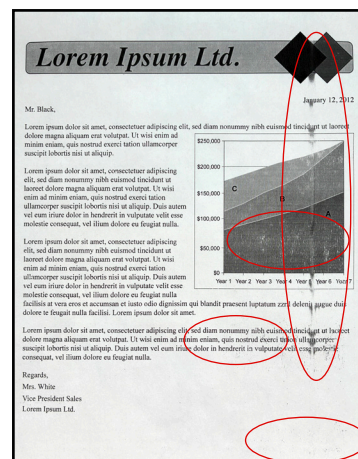 Lorem Ipsum Ltd.
January 12, 2012
Mr. Black,
Lorem ipsum dolor sit amet, consectetuer adipiscing elit, sed diam nonummy nibh euismod tincidunt ut laoreet
dolore magna aliquam erat volutpat. Ut wisi enim ad
minim eniam, quis nostrud exerci tation ullamcorper
suscipit lobortis nisi ut aliquip.
Lorem ipsum dolor sit amet, consectetuer adipiscing
elit, sed diam nonummy nibh euismod tincidunt ut
laoreet dolore magna aliquam erat volutpat. Ut wisi
enim ad minim eniam, quis nostrud exerci tation
ullamcorper suscipit lobortis nisi ut aliquip. Duis autem
vel eum iriure dolor in hendrerit in vulputate velit esse
molestie consequat, vel illum dolore eu feugiat nulla.
Lorem ipsum dolor sit amet, consectetuer adipiscing
elit, sed diam nonummy nibh euismod tincidunt ut
laoreet dolore magna aliquam erat volutpat. Ut wisi
enim ad minim eniam, quis nostrud exerci tation
ullamcorper suscipit lobortis nisi ut aliquip. Duis autem
vel eum iriure dolor in hendrerit in vulputate velit esse
molestie consequat, vel illum dolore eu feugiat nulla
$250,000
$200,000
$150,000
$100,000
$50,000
$0
C
B
A
Year 1 Year 2 Year 3 Year 4 Year 5 Year 6 Year 7
facilisis at vera eros et accumsan et iusto odio dignissim qui blandit praesent luptatum zzril delenit augue duis
dolore te feugait nulla facilisi. Lorem ipsum dolor sit amet.
Lorem ipsum dolor sit amet, consectetuer adipiscing elit, sed diam nonummy nibh euismod tincidunt ut laoreet
dolore magna aliquam erat volutpat. Ut wisi enim ad minim eniam, quis nostrud exerci tation ullamcorper
suscipit lobortis nisi ut aliquip. Duis autem vel eum iriure dolor in hendrerit in vulputate velit esse molestie
consequat, vel illum dolore eu feugiat nulla.
Regards,
Mrs. White
Vice President Sales
Lorem Ipsum Ltd.